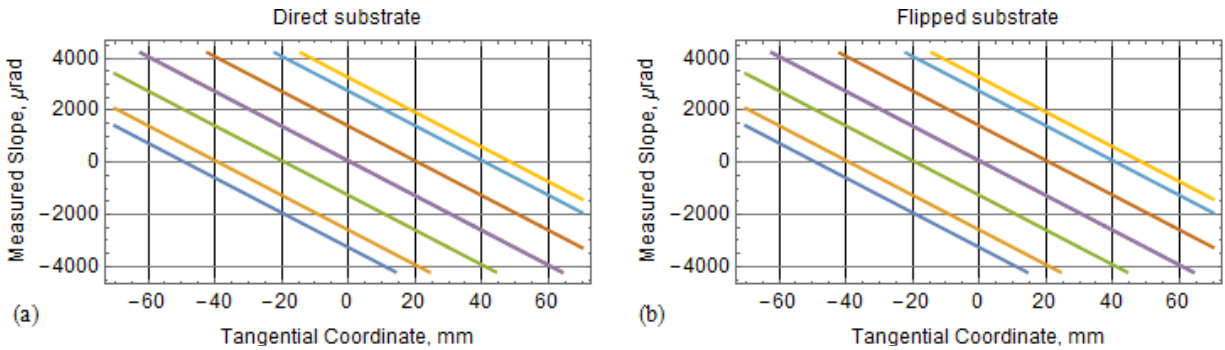 Direct substrate
Measured Slope, μrad
4000
2000
0
−2000
−4000
−60 −40 −20 0 20 40 60
Tangential Coordinate, mm
(a)
Flipped substrate
Measured Slope, μrad
4000
2000
0
−2000
−4000
−60 −40 −20 0 20 40 60
Tangential Coordinate, mm
(b)